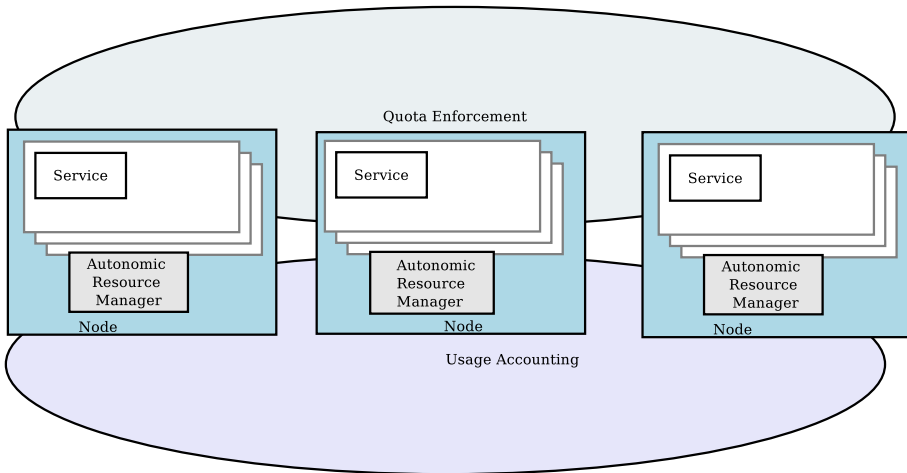 Quota Enforcement
Service
Service
Service
Autonomic
Resource
Manager
Autonomic
Resource
Manager
Autonomic
Resource
Manager
Node
Node
Node
Usage Accounting